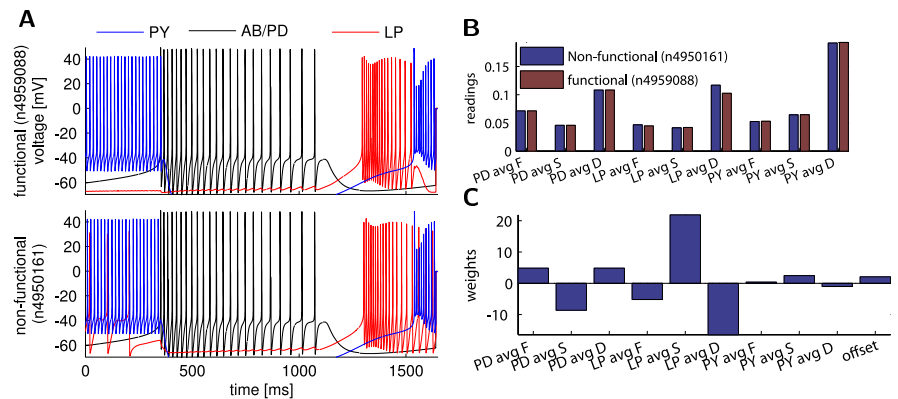 A
PY AB/PD LP
functional (n4959088)
voltage [mV]
40
20
0
-20
-40
-60
non-functional
(n4950161)
40
20
0
-20
-40
-60
0 500 1000 1500
time [ms]
B
Non-functional (n4950161)
functional (n4959088)
readings
0.15
0.1
0.05
0
PD avg F PD avg S PD avg D LP avg F LP avg S LP avg D PY avg F PY avg S PY avg D
C
weights
20
10
0
-10
PD avg F PD avg S PD avg D LP avg F LP avg S LP avg D PY avg F PY avg S PY avg D offset